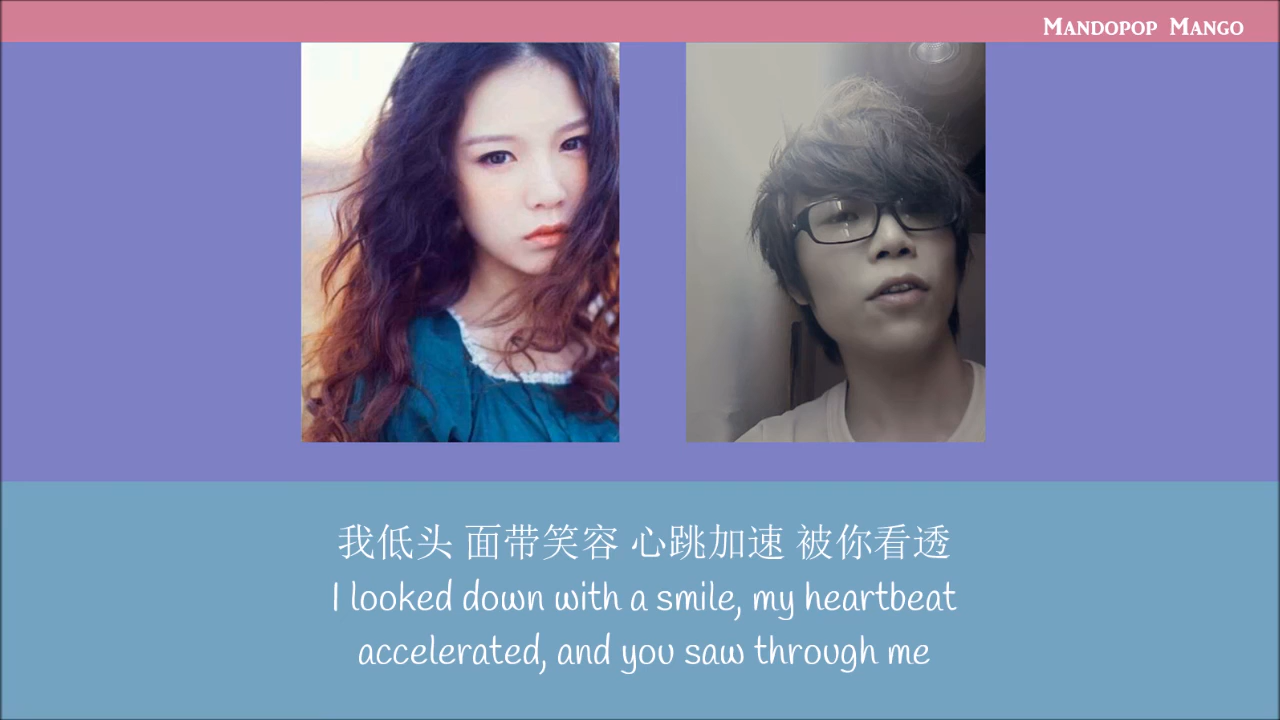 Mandopop Mango
我低头 面带笑容 心跳加速 被你看透
I looked down with a smile, my heartbeat
accelerated, and you saw through me